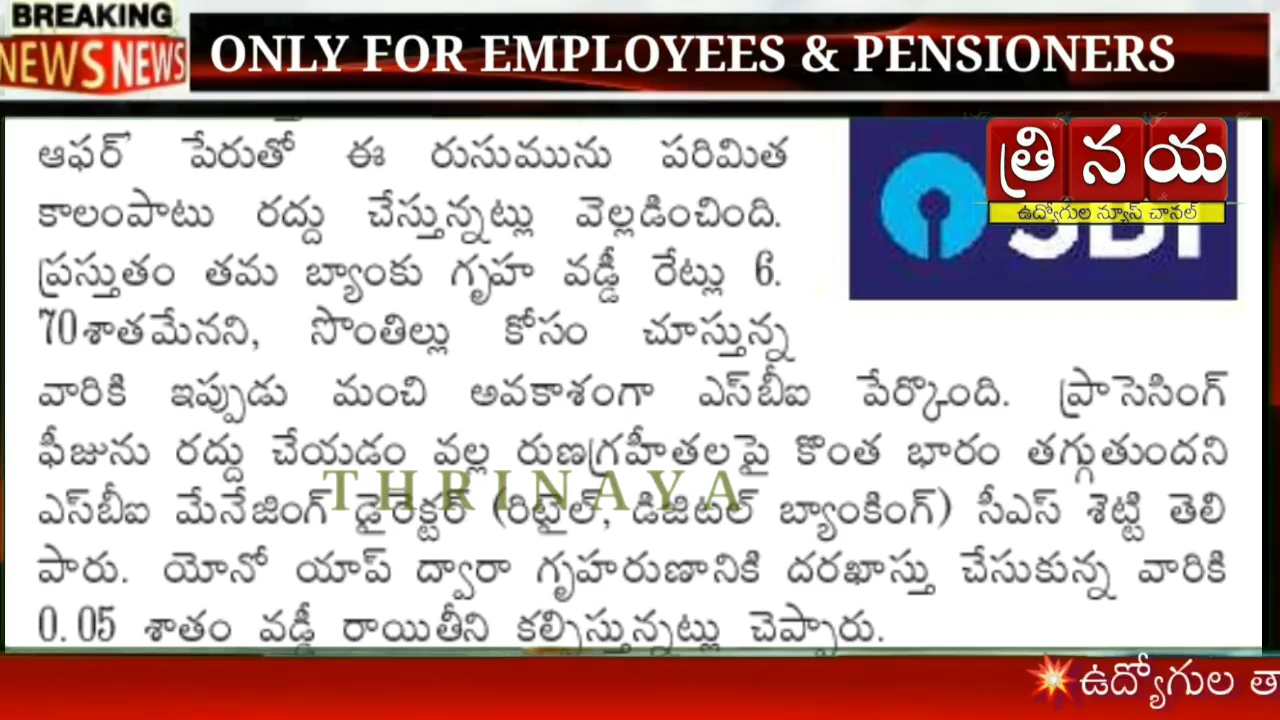 BREAKING
NEWS NEWS
ONLY FOR EMPLOYEES & PENSIONERS
త్రినయ
ఉద్యోగుల న్యూస్ చానల్
SBI
ఆఫర్ పేరుతో ఈ రుసుమును పరిమిత
కాలంపాటు రద్దు చేస్తున్నట్లు వెల్లడించింది.
ప్రస్తుతం తమ బ్యాంకు గృహ వడ్డీ రేట్లు 6.
70శాతమేనని, సొంతిల్లు కోసం చూస్తున్న
వారికి ఇప్పుడు మంచి అవకాశంగా ఎస్‌బీఐ పేర్కొంది. ప్రాసెసింగ్
ఫీజును రద్దు చేయడం వల్ల రుణగ్రహీతలపై కొంత భారం తగ్గుతుందని
THRINAYA
ఎస్‌బీఐ మేనేజింగ్ డైరెక్టర్ (రిటైల్, డిజిటల్ బ్యాంకింగ్) సీఎస్ శెట్టి తెలి
పారు. యోనో యాప్ ద్వారా గృహరుణానికి దరఖాస్తు చేసుకున్న వారికి
0.05 శాతం వడ్డీ రాయితీని కల్పిస్తున్నట్లు చెప్పారు.
ఉద్యోగుల తా